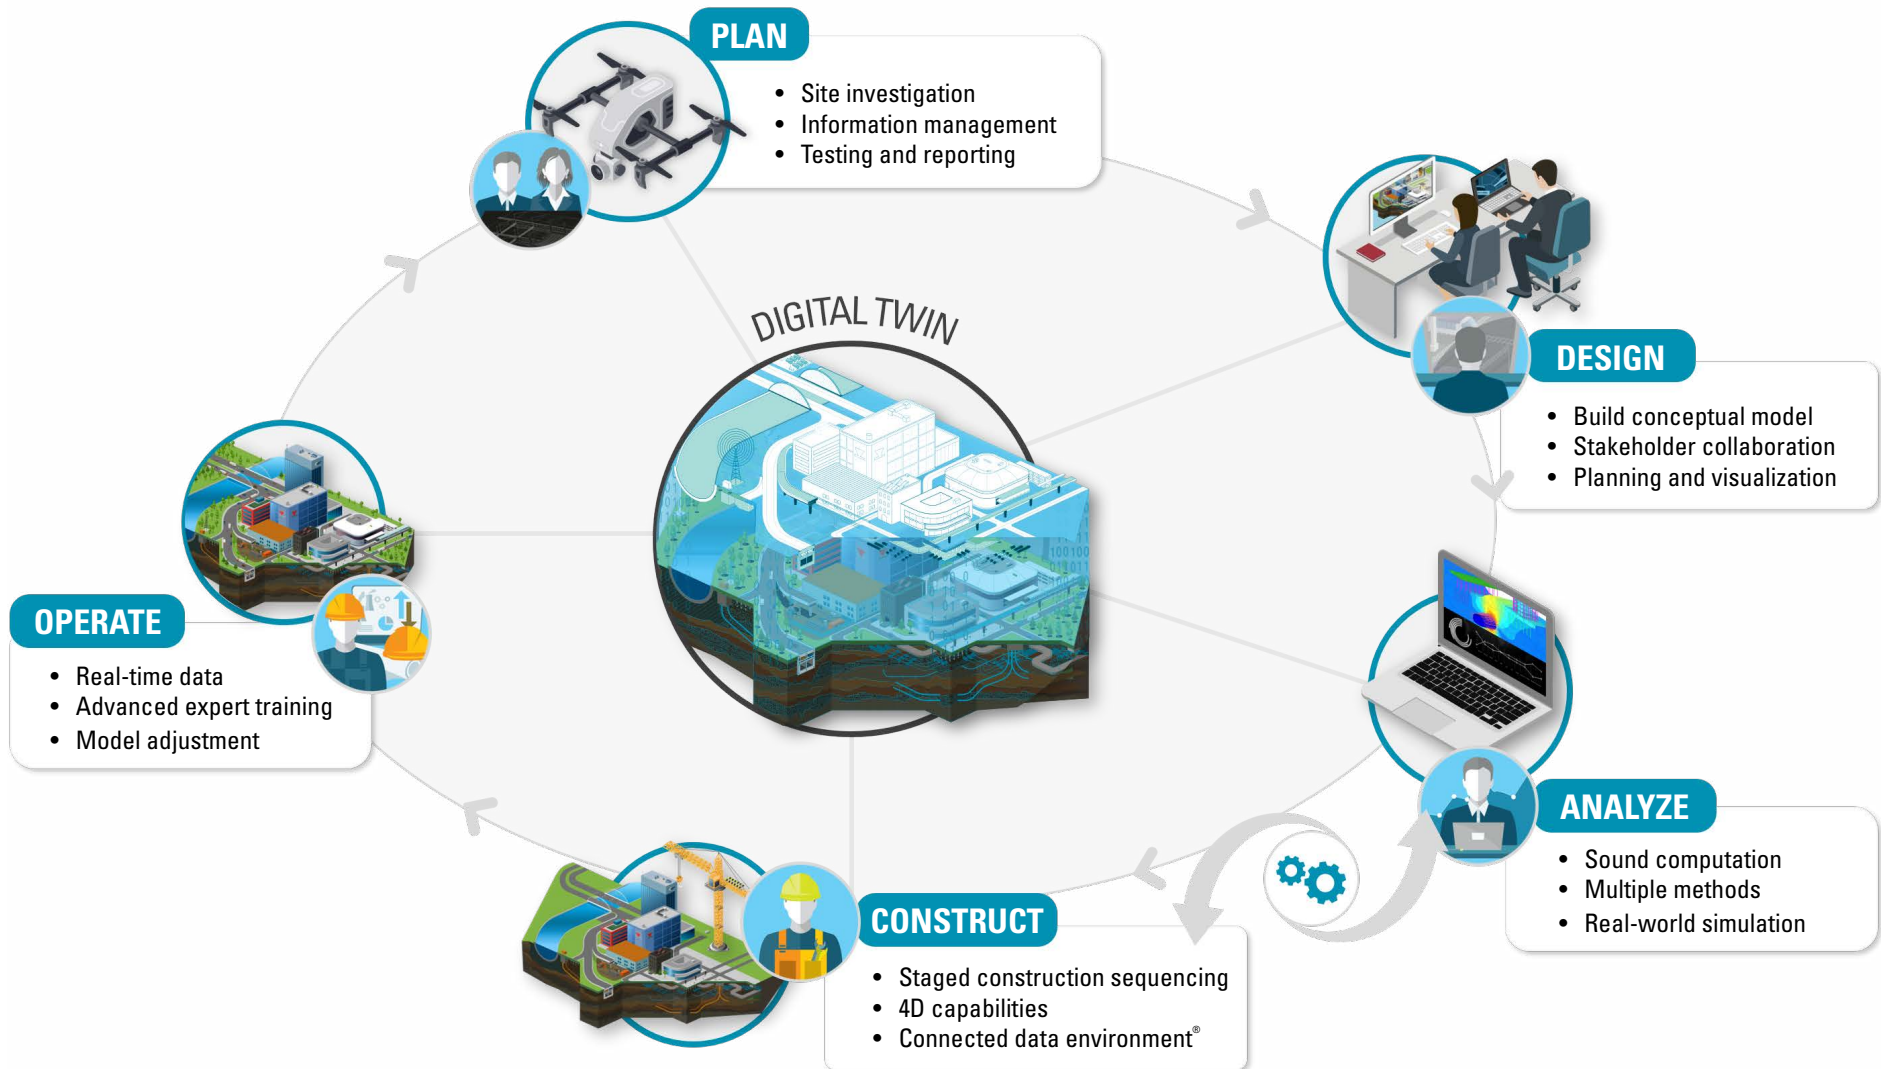 PLAN
• Site investigation
• Information management
• Testing and reporting
DIGITAL TWIN
DESIGN
• Build conceptual model
• Stakeholder collaboration
• Planning and visualization
OPERATE
• Real-time data
• Advanced expert training
• Model adjustment
ANALYZE
• Sound computation
• Multiple methods
• Real-world simulation
CONSTRUCT
• Staged construction sequencing
• 4D capabilities
• Connected data environment®